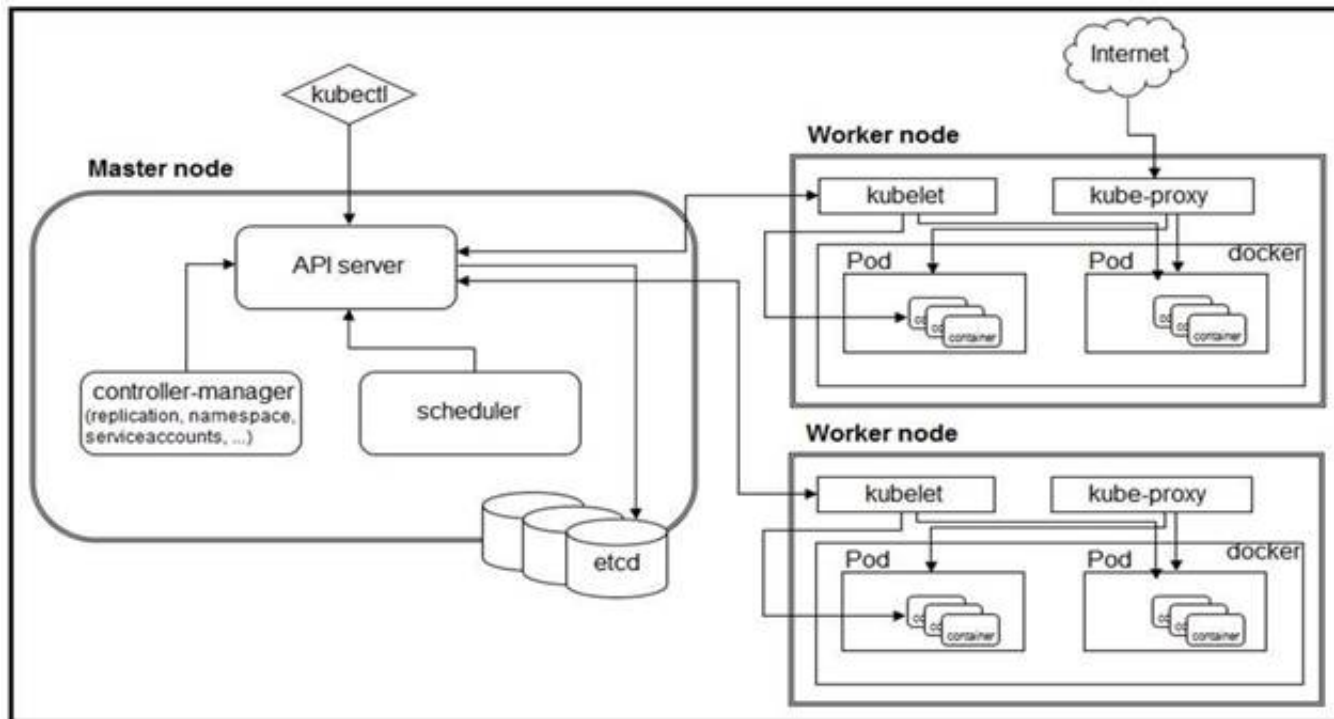 Internet
kubectl
Worker node
Master node
kubelet
kube-proxy
API server
docker
Pod
Pod
container
container
controller-manager
(replication, namespace,
serviceaccounts, ...)
scheduler
Worker node
kubelet
kube-proxy
etcd
docker
Pod
Pod
container
container